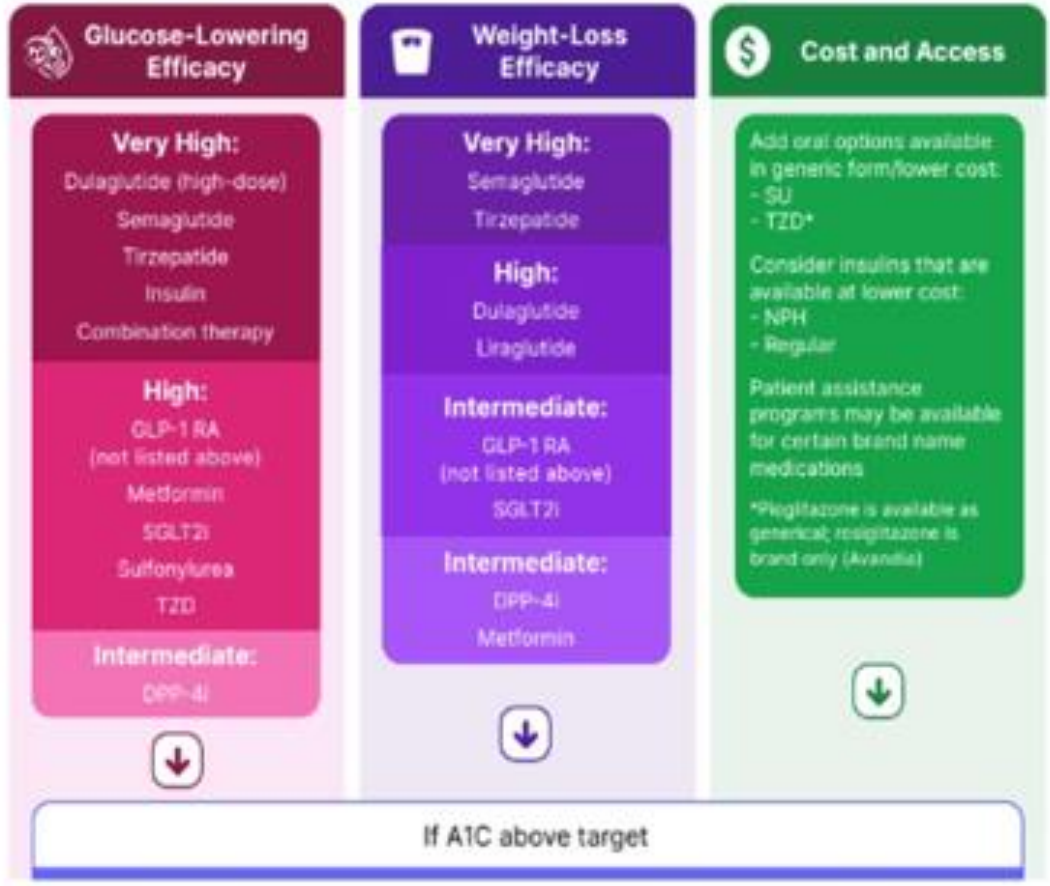 Glucose-Lowering
Efficacy
Very High:
Dulaglutide (high-dose)
Semaglutide
Tirzepatide
Insulin
Combination therapy
High:
GLP-1 RA
(not listed above)
Metformin
SGLT2i
Sulfonylurea
TZD
Intermediate:
DPP-4i
Weight-Loss
Efficacy
Very High:
Semaglutide
Tirzepatide
High:
Dulaglutide
Liraglutide
Intermediate:
GLP-1 RA
(not listed above)
SGLT2i
Intermediate:
DPP-4i
Metformin
$
Cost and Access
Add oral options available
in generic form/lower cost:
- SU
- TZD*
Consider insulins that are
available at lower cost:
- NPH
- Regular
Patient assistance
programs may be available
for certain brand name
medications
*Pioglitazone is available as
generical; rosiglitazone is
brand only (Avandia)
If A1C above target